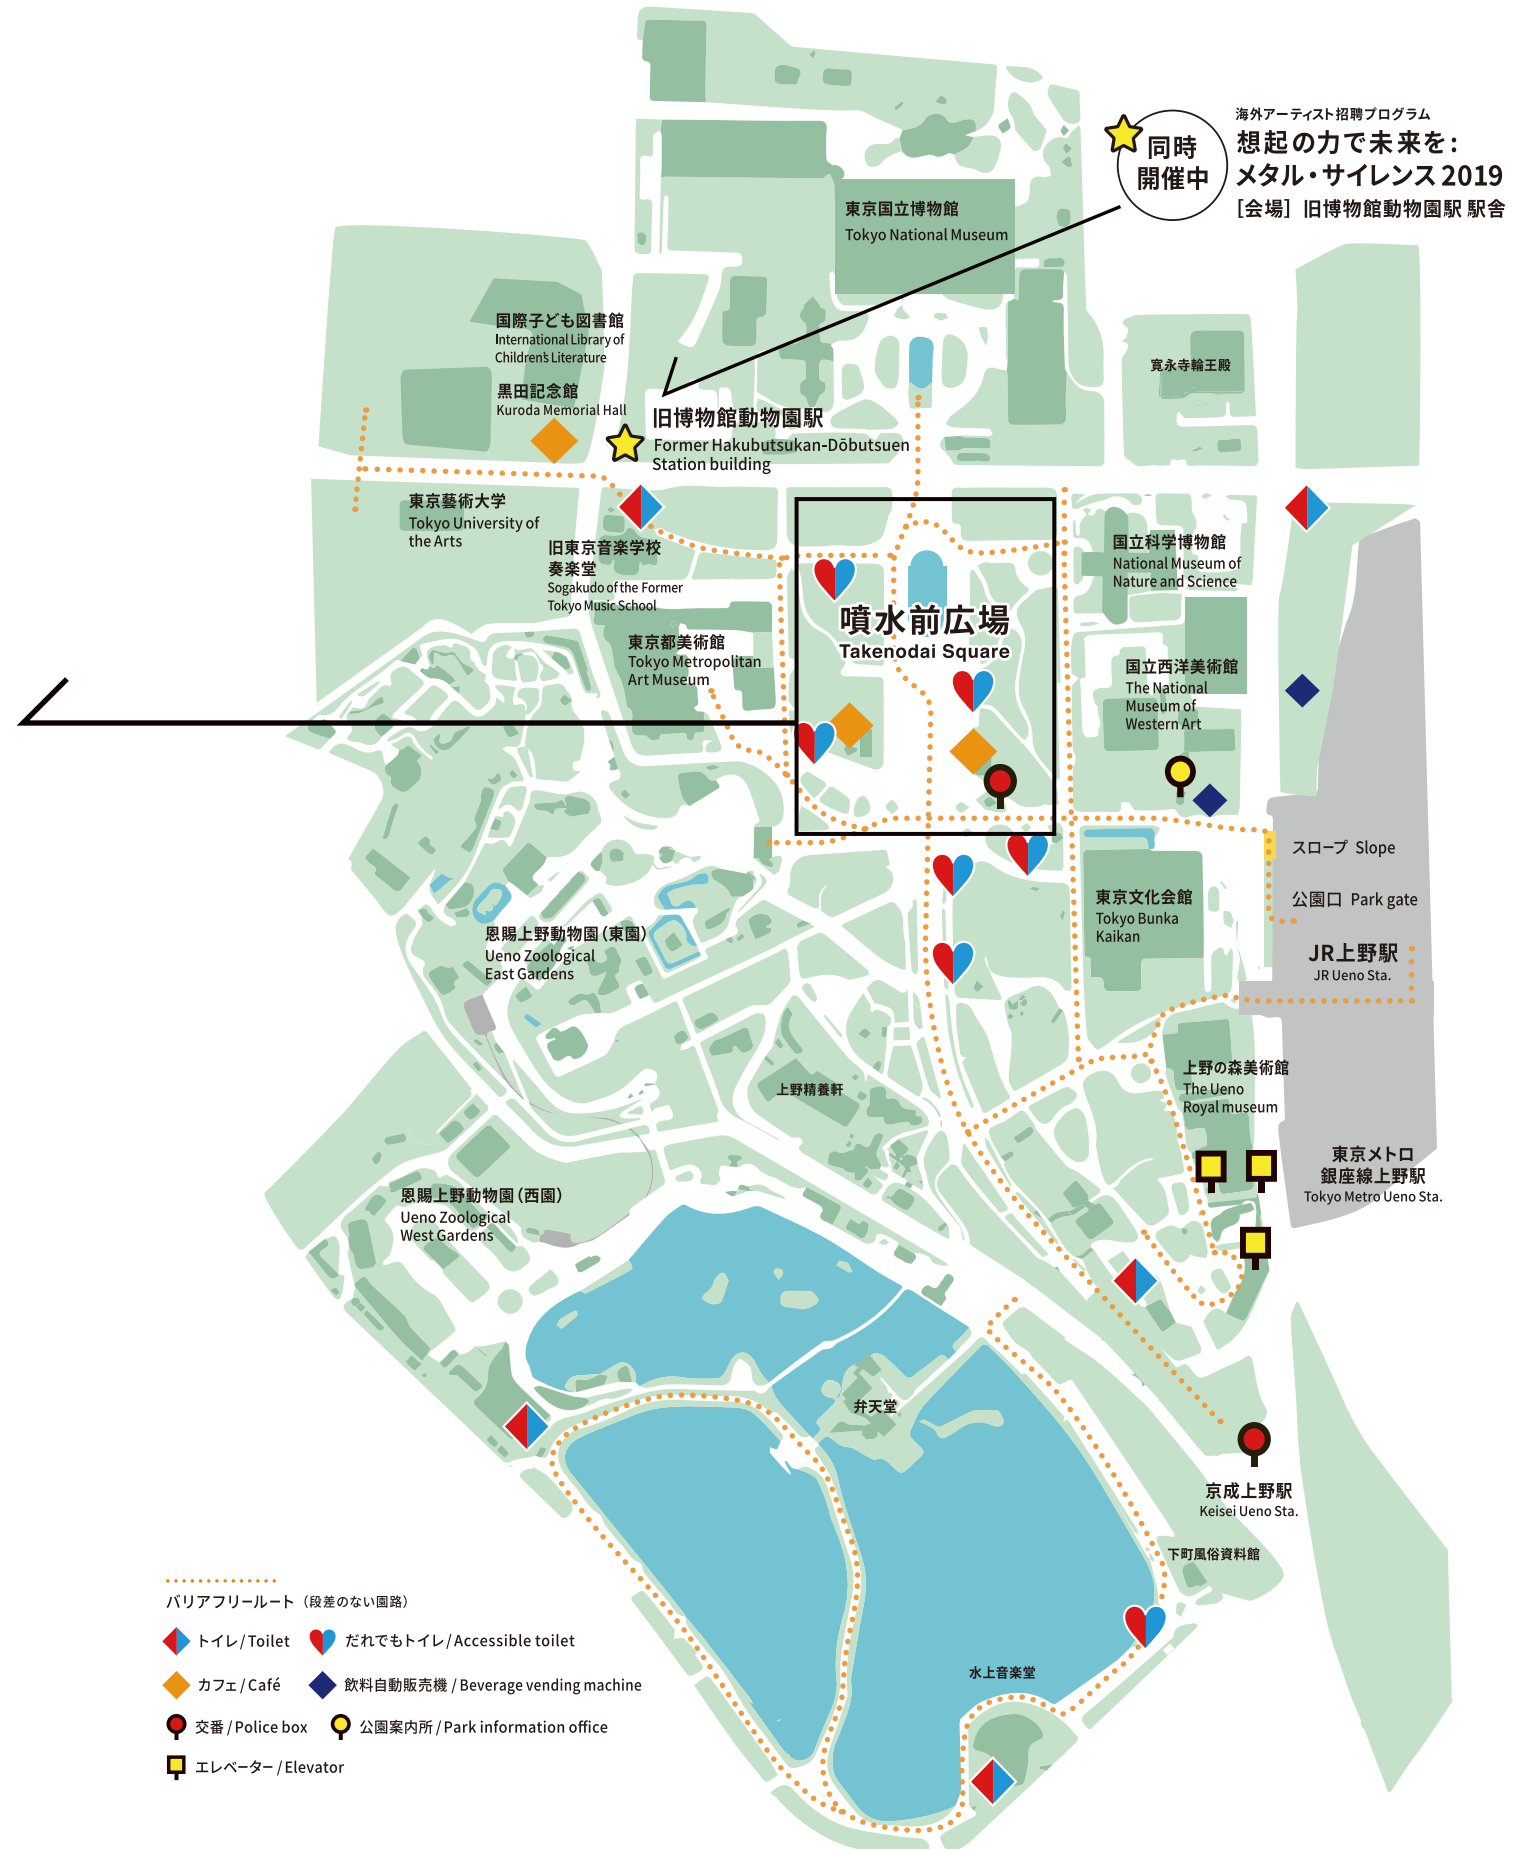 海外アーティスト招聘プログラム
想起の力で未来を:
メタル・サイレンス 2019
［会場］旧博物館動物園駅 駅舎
同時
開催中
東京国立博物館
Tokyo National Museum
国際子ども図書館
International Library of
Children's Literature
黒田記念館
Kuroda Memorial Hall
寛永寺輪王殿
旧博物館動物園駅
Former Hakubutsukan-Dōbutsuen
Station building
東京藝術大学
Tokyo University of
the Arts
旧東京音楽学校
奏楽堂
Sogakudo of the Former
Tokyo Music School
国立科学博物館
National Museum of
Nature and Science
噴水前広場
Takenodai Square
東京都美術館
Tokyo Metropolitan
Art Museum
国立西洋美術館
The National
Museum of
Western Art
スロープ Slope
公園口 Park gate
東京文化会館
Tokyo Bunka
Kaikan
恩賜上野動物園（東園）
Ueno Zoological
East Gardens
JR上野駅
JR Ueno Sta.
上野精養軒
上野の森美術館
The Ueno
Royal museum
東京メトロ
銀座線上野駅
Tokyo Metro Ueno Sta.
恩賜上野動物園（西園）
Ueno Zoological
West Gardens
弁天堂
京成上野駅
Keisei Ueno Sta.
下町風俗資料館
水上音楽堂
バリアフリールート（段差のない園路）
トイレ/Toilet
だれでもトイレ/Accessible toilet
カフェ/Café
飲料自動販売機 /Beverage vending machine
交番/Police box
公園案内所/Park information office
エレベーター/Elevator